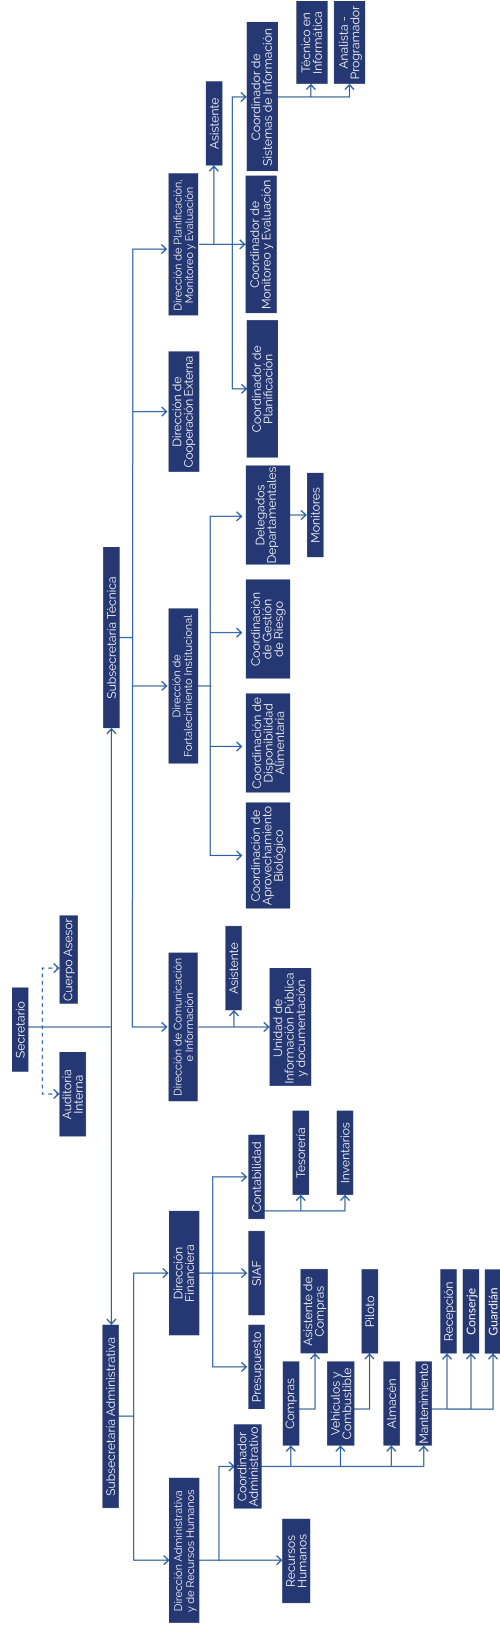 Secretario
Auditoria
Interna
Cuerpo Asesor
Subsecretaria Administrativa
Subsecretaria Técnica
Dirección Administrativa
y de Recursos Humanos
Dirección
Financiera
Dirección de Comunicación
e Información
Dirección de
Fortalecimiento Institucional
Dirección de
Cooperación Externa
Dirección de Planificación,
Monitoreo y Evaluación
Recursos
Humanos
Coordinador
Administrativo
Compras
Asistente de
Compras
Vehiculos y
Combustible
Piloto
Almacén
Mantenimiento
Recepción
Conserje
Guardián
Presupuesto
SIAF
Contabilidad
Tesorería
Inventarios
Asistente
Unidad de
Información Pública
y documentación
Coordinación de
Aprovechamiento
Biológico
Coordinación de
Disponibilidad
Alimentaria
Coordinación
de Gestión
de Riesgo
Delegados
Departamentales
Monitores
Asistente
Coordinador de
Planificación
Coordinador de
Monitoreo y Evaluación
Coordinador de
Sistemas de Información
Técnico en
Informática
Analista -
Programador